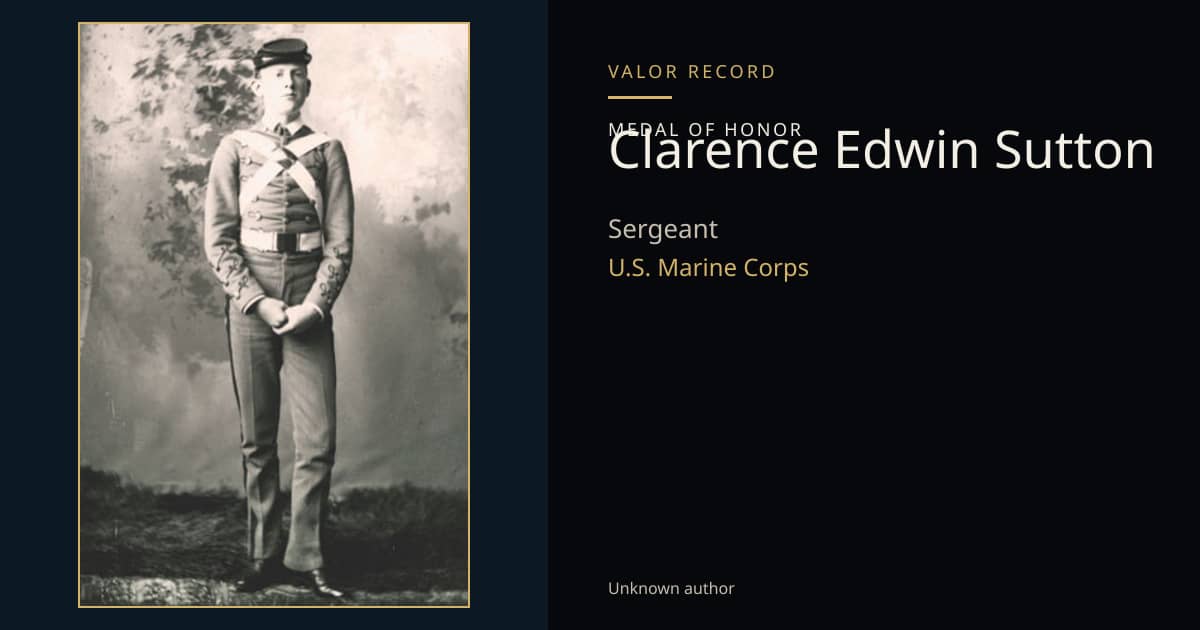 VALOR RECORD
MEDAL OF HONOR
Clarence Edwin Sutton
Sergeant
U.S. Marine Corps
Unknown author